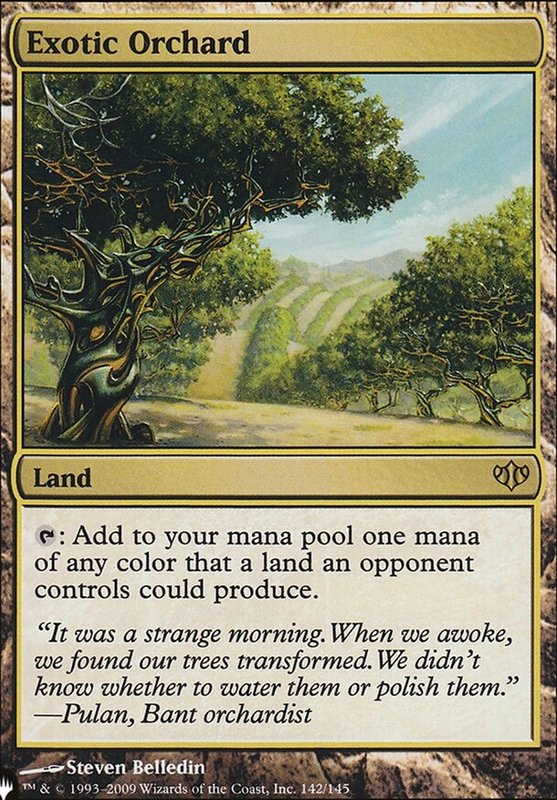 Exotic Orchard
Land
: Add to your mana pool one mana
of any color that a land an opponent
controls could produce.
“It was a strange morning. When we awoke,
we found our trees transformed. We didn’t
know whether to water them or polish them.”
—Pulan, Bant orchardist
Steven Belledin
™ & © 1993–2009 Wizards of the Coast, Inc. 142/145